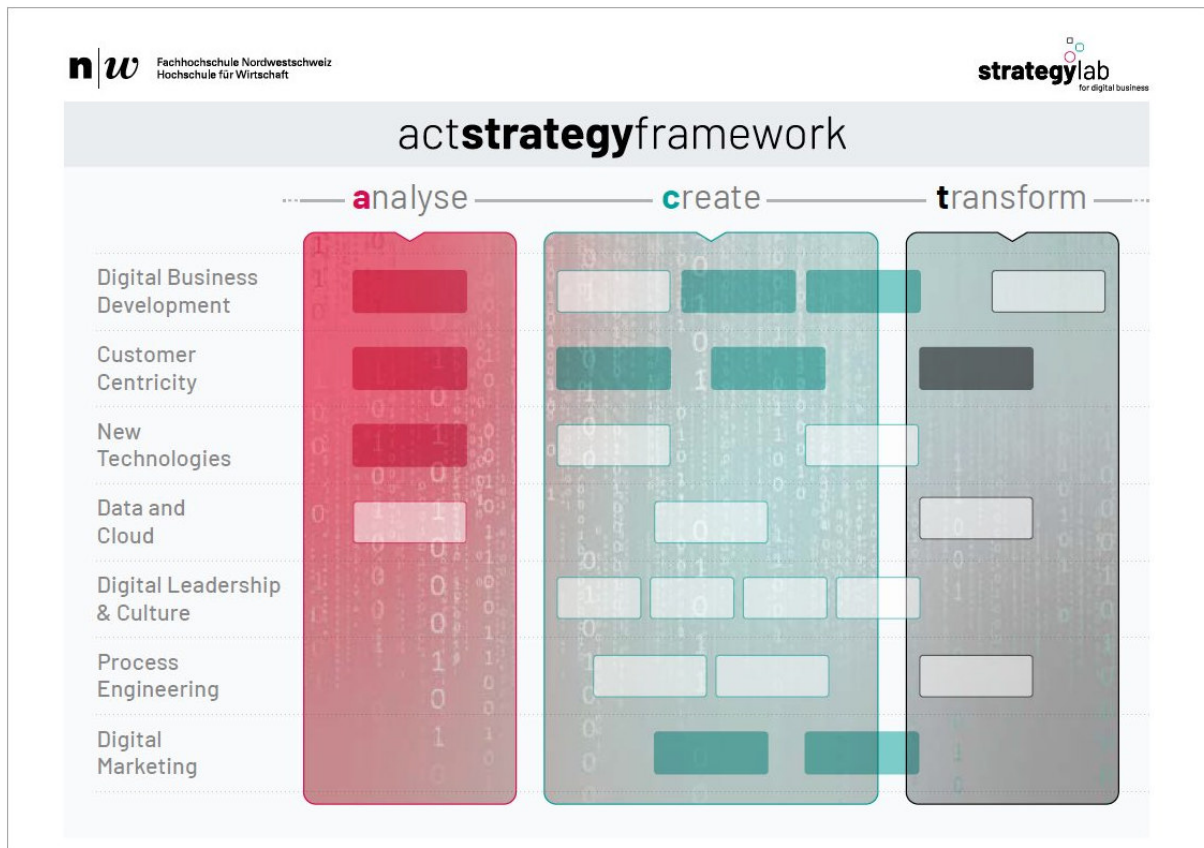 n|w Fachhochschule Nordwestschweiz
Hochschule für Wirtschaft
strategylab
for digital business
actstrategyframework
analyse create transform
Digital Business
Development
Customer
Centricity
New
Technologies
Data and
Cloud
Digital Leadership
& Culture
Process
Engineering
Digital
Marketing